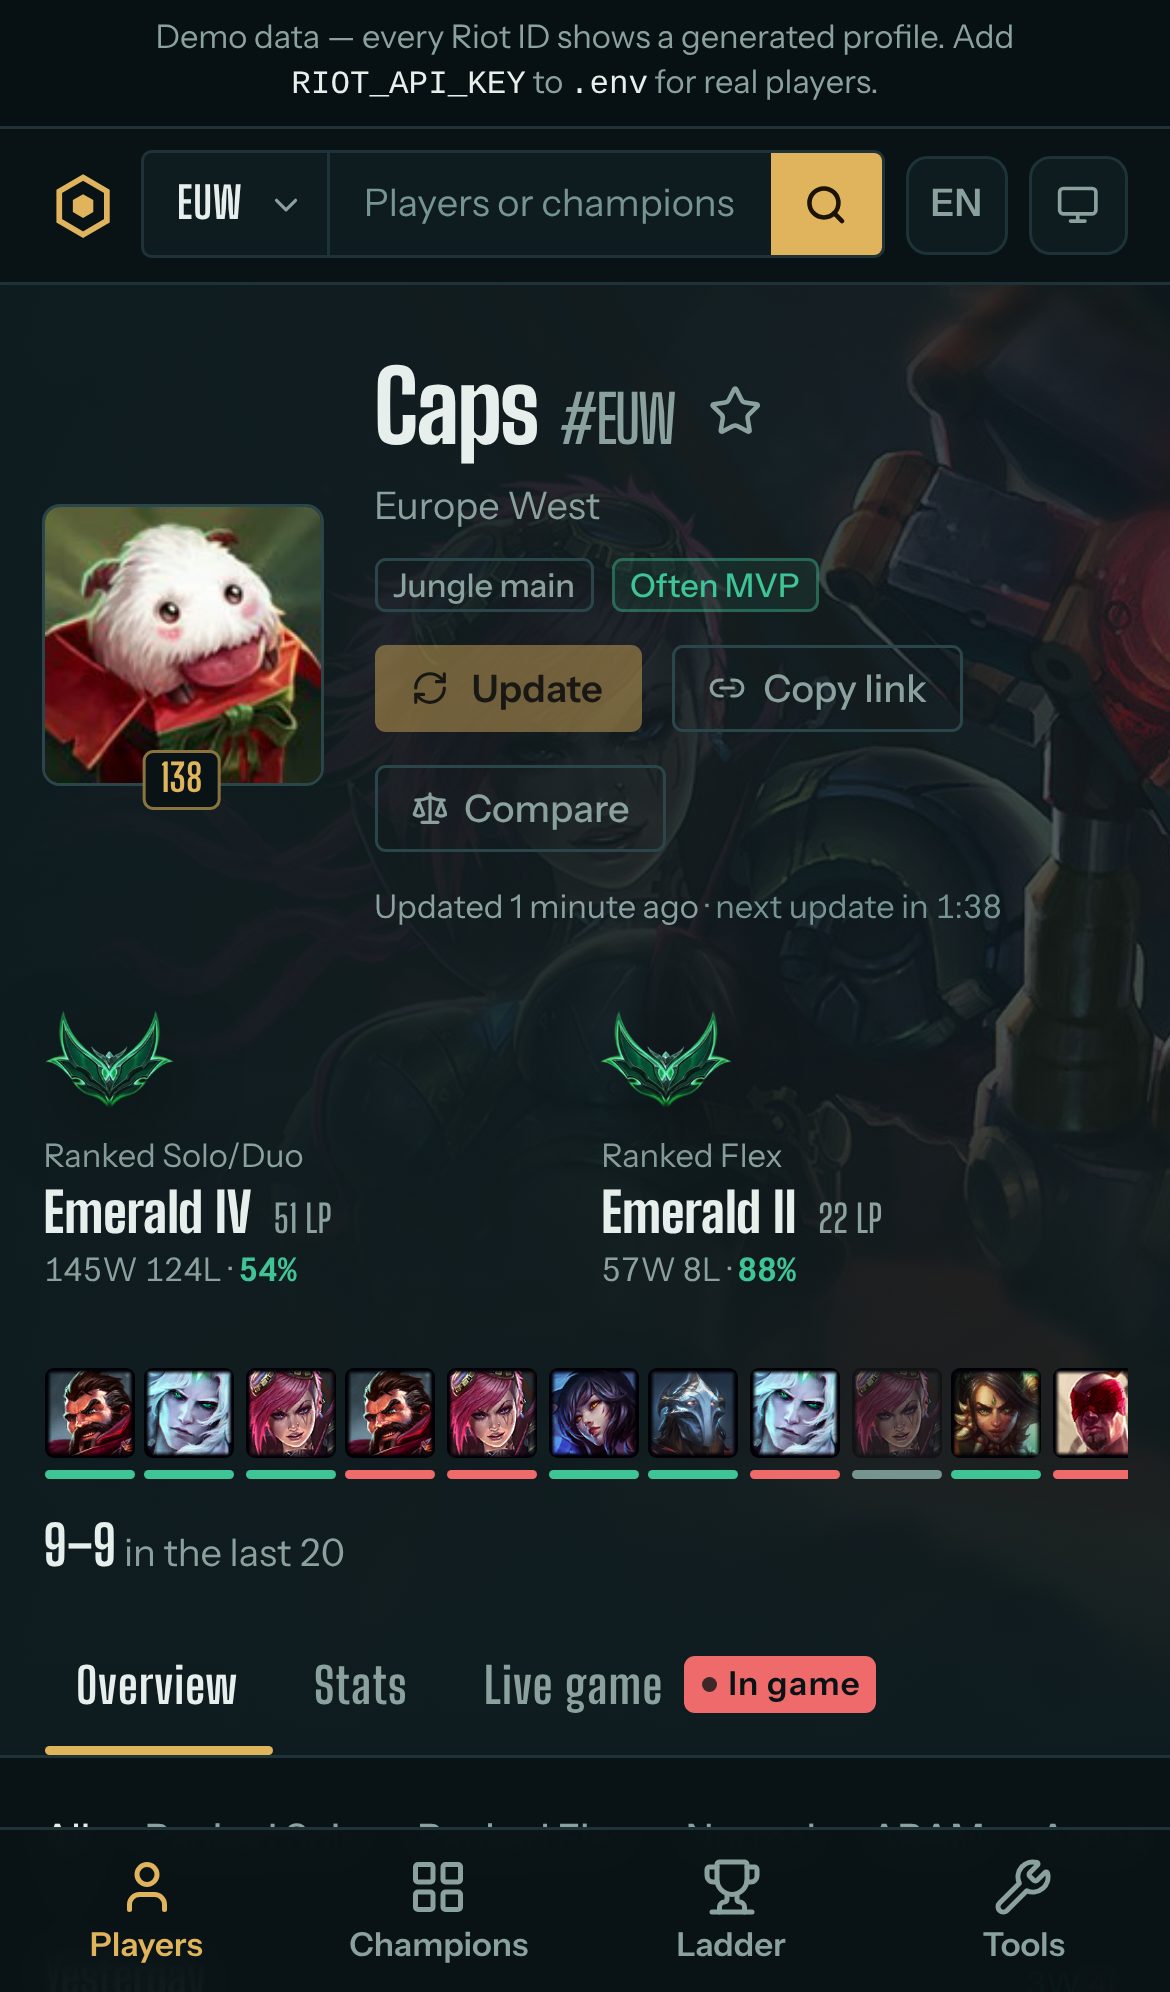 Demo data — every Riot ID shows a generated profile. Add
RIOT_API_KEY to .env for real players.
EUW
Players or champions
EN
Caps #EUW
Europe West
Jungle main
Often MVP
138
Update
Copy link
Compare
Updated 1 minute ago · next update in 1:38
Ranked Solo/Duo
Emerald IV 51 LP
145W 124L · 54%
Ranked Flex
Emerald II 22 LP
57W 8L · 88%
9–9 in the last 20
Overview
Stats
Live game
In game
Players
Champions
Ladder
Tools